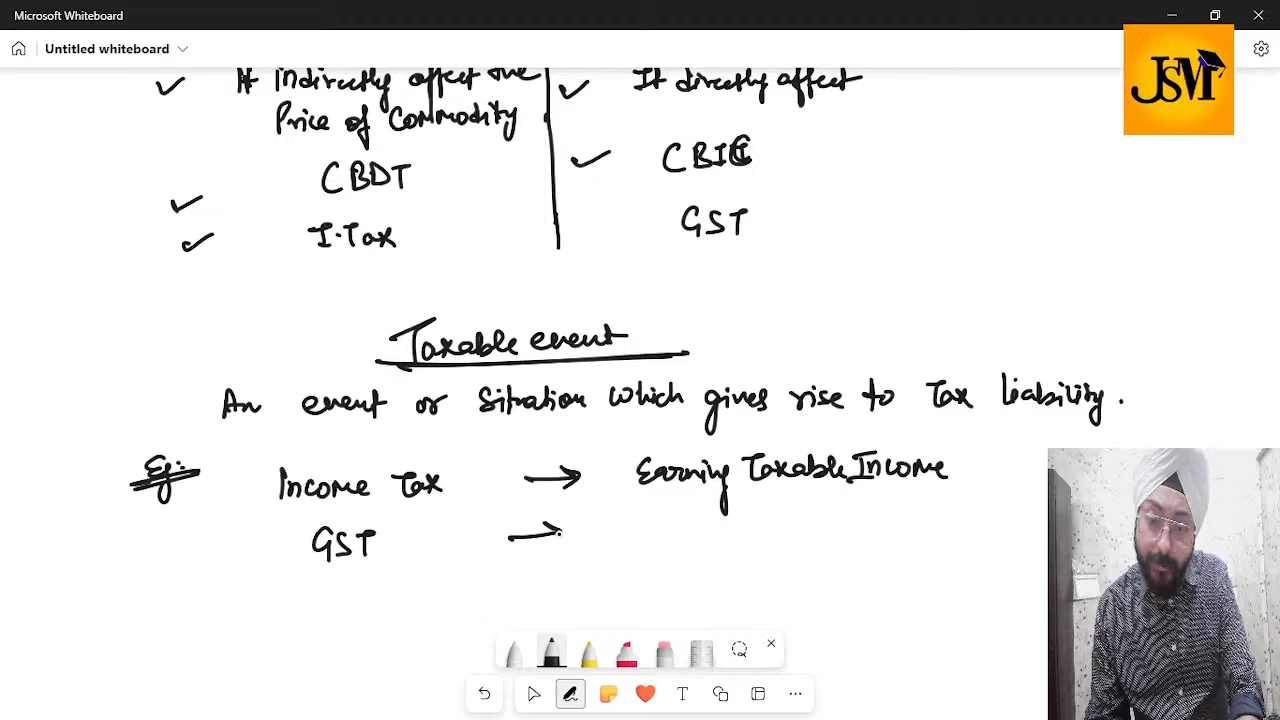 Microsoft Whiteboard
Untitled whiteboard
JSM
It indirectly affect the
Price of Commodity
CBDT
I.Tax
It directly affect
CBIC
GST
Taxable event
An event or Situation which gives rise to Tax liability.
Eg:- Income Tax → Earning Taxable Income
GST →